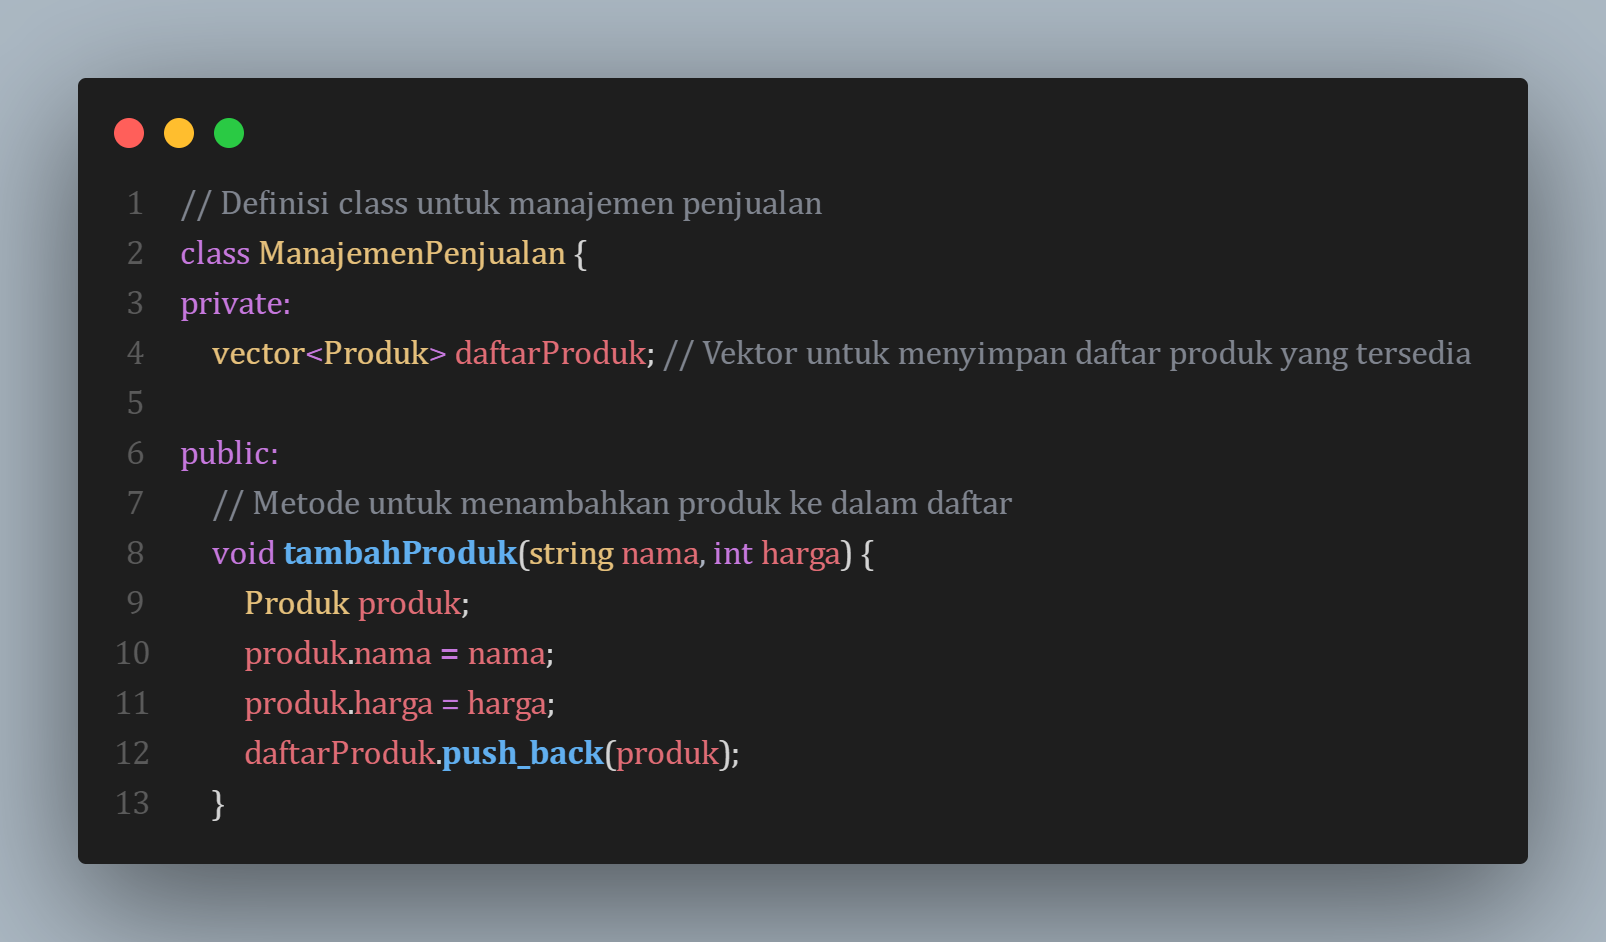 1 // Definisi class untuk manajemen penjualan
2 class ManajemenPenjualan {
3 private:
4     vector<Produk> daftarProduk; // Vektor untuk menyimpan daftar produk yang tersedia
5
6 public:
7     // Metode untuk menambahkan produk ke dalam daftar
8     void tambahProduk(string nama, int harga) {
9         Produk produk;
10         produk.nama = nama;
11         produk.harga = harga;
12         daftarProduk.push_back(produk);
13     }